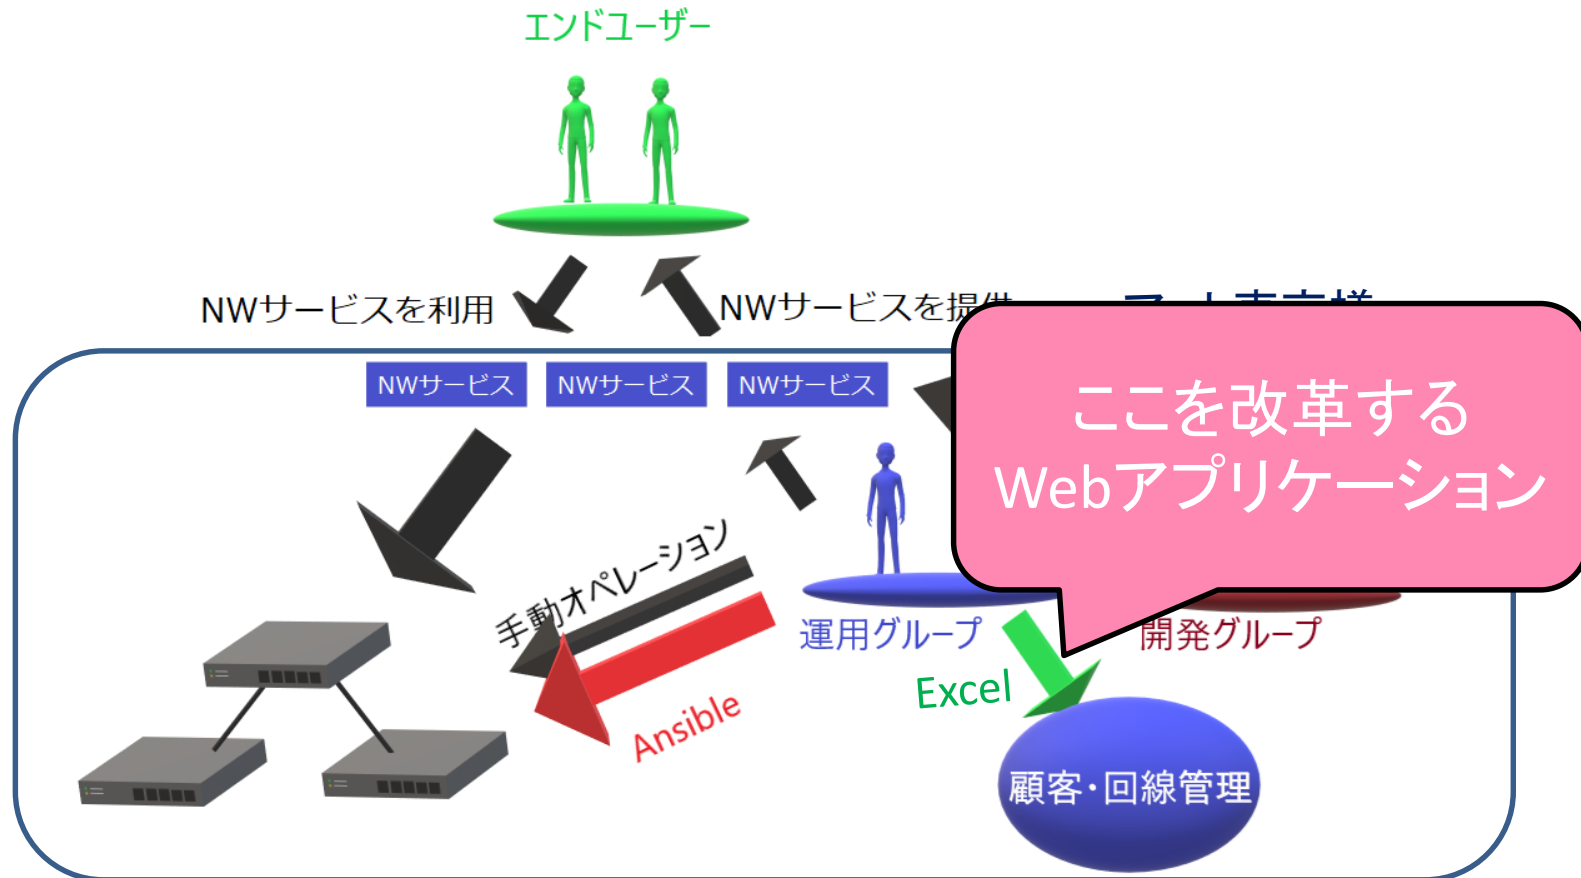 エンドユーザー
NWサービスを利用
NWサービスを提
NWサービス
NWサービス
NWサービス
ここを改革する
Webアプリケーション
手動オペレーション
運用グループ
開発グループ
Excel
Ansible
顧客・回線管理